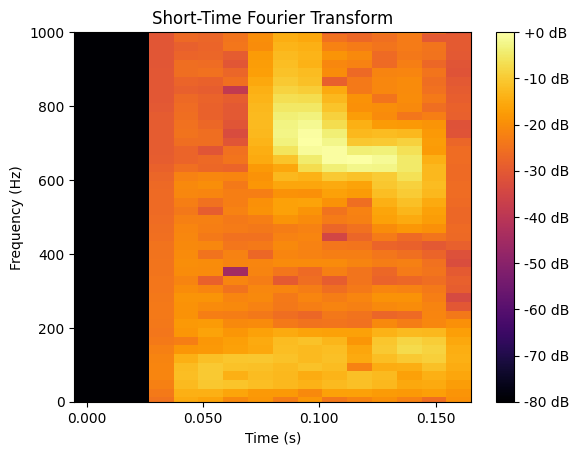 Short-Time Fourier Transform
Frequency (Hz)
1000
800
600
400
200
0
0.000
0.050
0.100
0.150
Time (s)
+0 dB
-10 dB
-20 dB
-30 dB
-40 dB
-50 dB
-60 dB
-70 dB
-80 dB